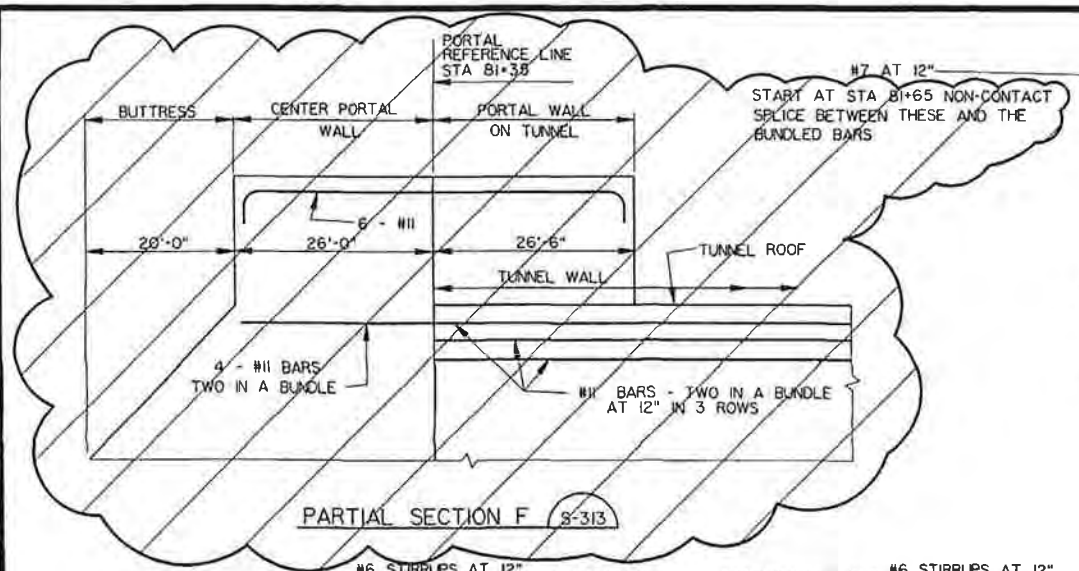 PORTAL
REFERENCE LINE
STA 81+35
#7 AT 12"
START AT STA 81+65 NON-CONTACT
SPLICE BETWEEN THESE AND THE
BUNDLED BARS
BUTTRESS
CENTER PORTAL
WALL
PORTAL WALL
ON TUNNEL
6 - #11
20'-0"
26'-0"
26'-6"
TUNNEL ROOF
TUNNEL WALL
4 - #11 BARS
TWO IN A BUNDLE
#11 BARS - TWO IN A BUNDLE
AT 12" IN 3 ROWS
PARTIAL SECTION F
S-313
#6 STIRRUPS AT 12"
#6 STIRRUPS AT 12"